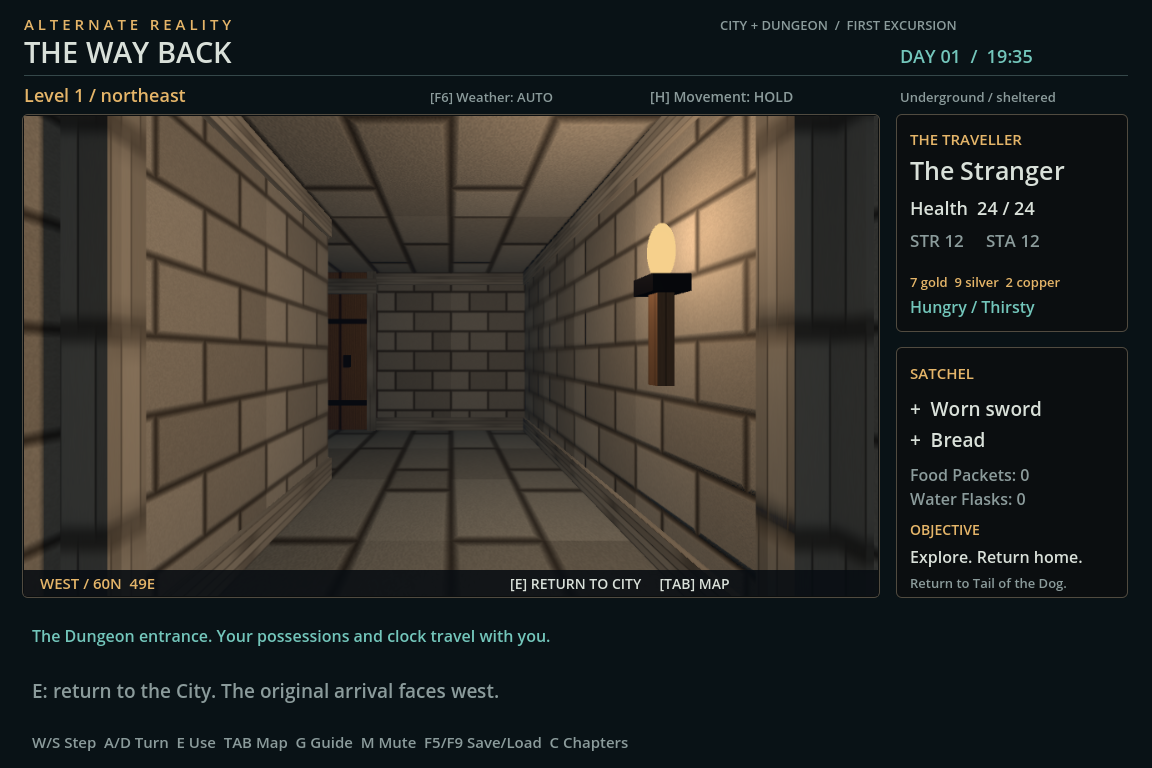 ALTERNATE REALITY
CITY + DUNGEON / FIRST EXCURSION
THE WAY BACK
DAY 01 / 19:35
Level 1 / northeast
[F6] Weather: AUTO
[H] Movement: HOLD
Underground / sheltered
THE TRAVELLER
The Stranger
Health 24 / 24
STR 12 STA 12
7 gold 9 silver 2 copper
Hungry / Thirsty
SATCHEL
+ Worn sword
+ Bread
Food Packets: 0
Water Flasks: 0
OBJECTIVE
Explore. Return home.
Return to Tail of the Dog.
WEST / 60N 49E
[E] RETURN TO CITY [TAB] MAP
The Dungeon entrance. Your possessions and clock travel with you.
E: return to the City. The original arrival faces west.
W/S Step A/D Turn E Use TAB Map G Guide M Mute F5/F9 Save/Load C Chapters